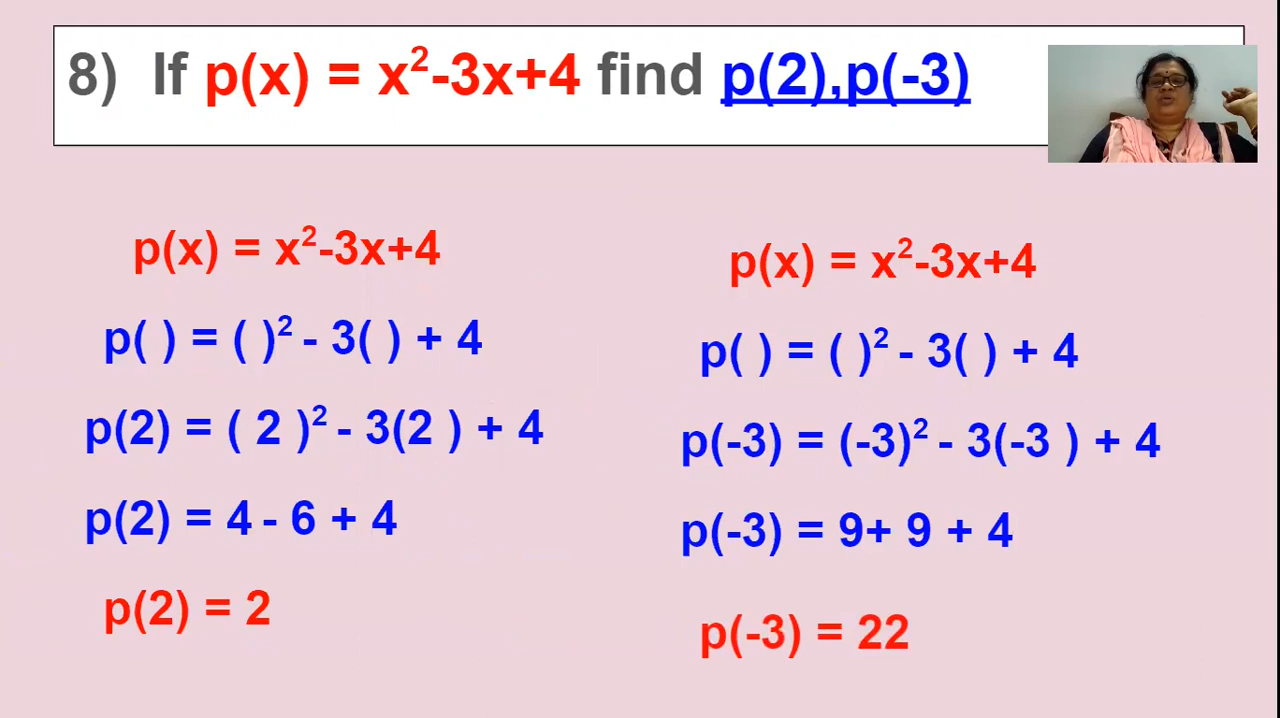 8) If p(x) = x²-3x+4 find p(2),p(-3)
p(x) = x²-3x+4
p( ) = ( )² - 3( ) + 4
p(2) = ( 2 )² - 3(2 ) + 4
p(2) = 4 - 6 + 4
p(2) = 2
p(x) = x²-3x+4
p( ) = ( )² - 3( ) + 4
p(-3) = (-3)² - 3(-3 ) + 4
p(-3) = 9+ 9 + 4
p(-3) = 22